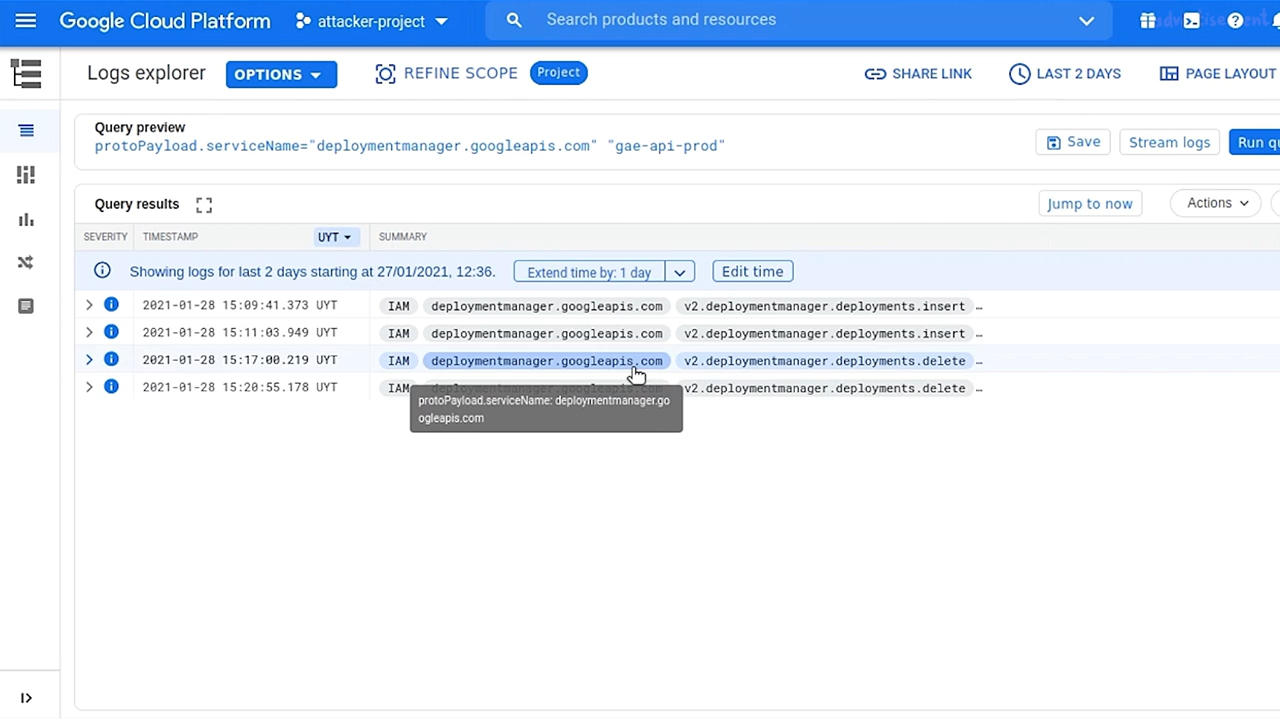 Google Cloud Platform attacker-project Search products and resources
Logs explorer OPTIONS REFINE SCOPE Project SHARE LINK LAST 2 DAYS PAGE LAYOUT
Query preview
protoPayload.serviceName="deploymentmanager.googleapis.com" "gae-api-prod"
Save Stream logs Run qu
Query results Jump to now Actions
SEVERITY TIMESTAMP UYT SUMMARY
Showing logs for last 2 days starting at 27/01/2021, 12:36. Extend time by: 1 day Edit time
2021-01-28 15:09:41.373 UYT IAM deploymentmanager.googleapis.com v2.deploymentmanager.deployments.insert …
2021-01-28 15:11:03.949 UYT IAM deploymentmanager.googleapis.com v2.deploymentmanager.deployments.insert …
2021-01-28 15:17:00.219 UYT IAM deploymentmanager.googleapis.com v2.deploymentmanager.deployments.delete …
2021-01-28 15:20:55.178 UYT IAM v2.deploymentmanager.deployments.delete …
protoPayload.serviceName: deploymentmanager.go
ogleapis.com